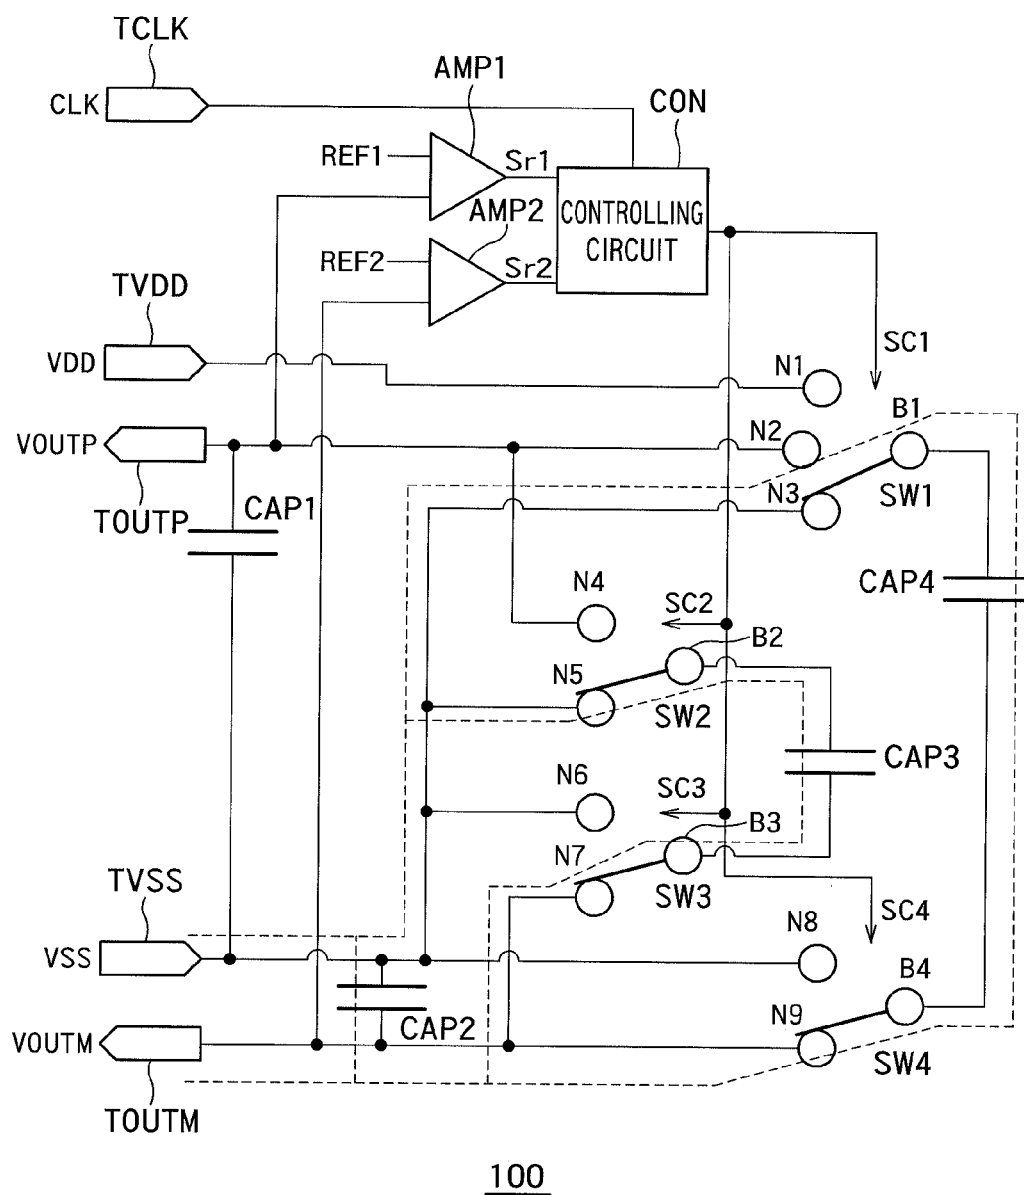 TCLK
CLK
AMP1
CON
REF1
Sr1
AMP2
CONTROLLING
CIRCUIT
REF2
Sr2
TVDD
VDD
SC1
N1
B1
VOUTP
N2
N3
SW1
CAP1
TOUTP
CAP4
N4
SC2
B2
N5
SW2
CAP3
N6
SC3
B3
N7
SW3
TVSS
SC4
N8
VSS
B4
N9
CAP2
VOUTM
SW4
TOUTM
100